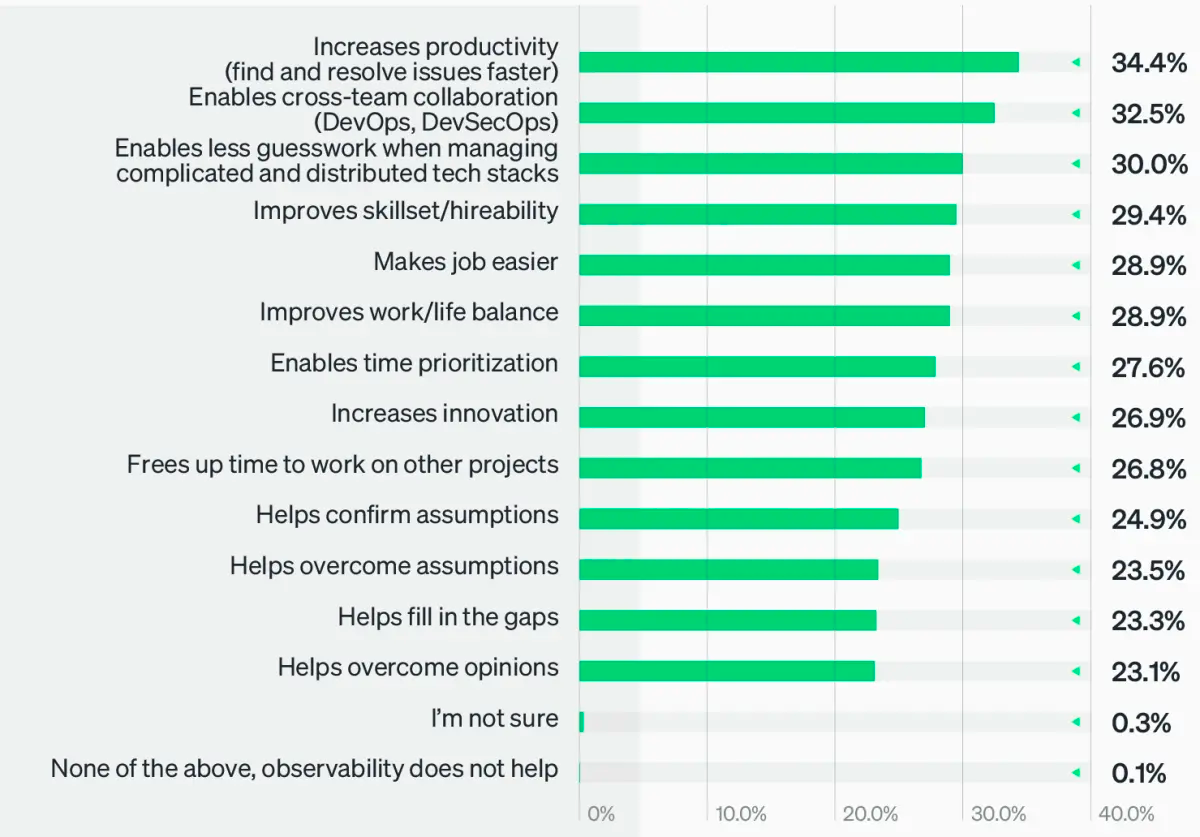 Increases productivity
(find and resolve issues faster)
34.4%
Enables cross-team collaboration
(DevOps, DevSecOps)
32.5%
Enables less guesswork when managing
complicated and distributed tech stacks
30.0%
Improves skillset/hireability
29.4%
Makes job easier
28.9%
Improves work/life balance
28.9%
Enables time prioritization
27.6%
Increases innovation
26.9%
Frees up time to work on other projects
26.8%
Helps confirm assumptions
24.9%
Helps overcome assumptions
23.5%
Helps fill in the gaps
23.3%
Helps overcome opinions
23.1%
I’m not sure
0.3%
None of the above, observability does not help
0.1%
0% 10.0% 20.0% 30.0% 40.0%